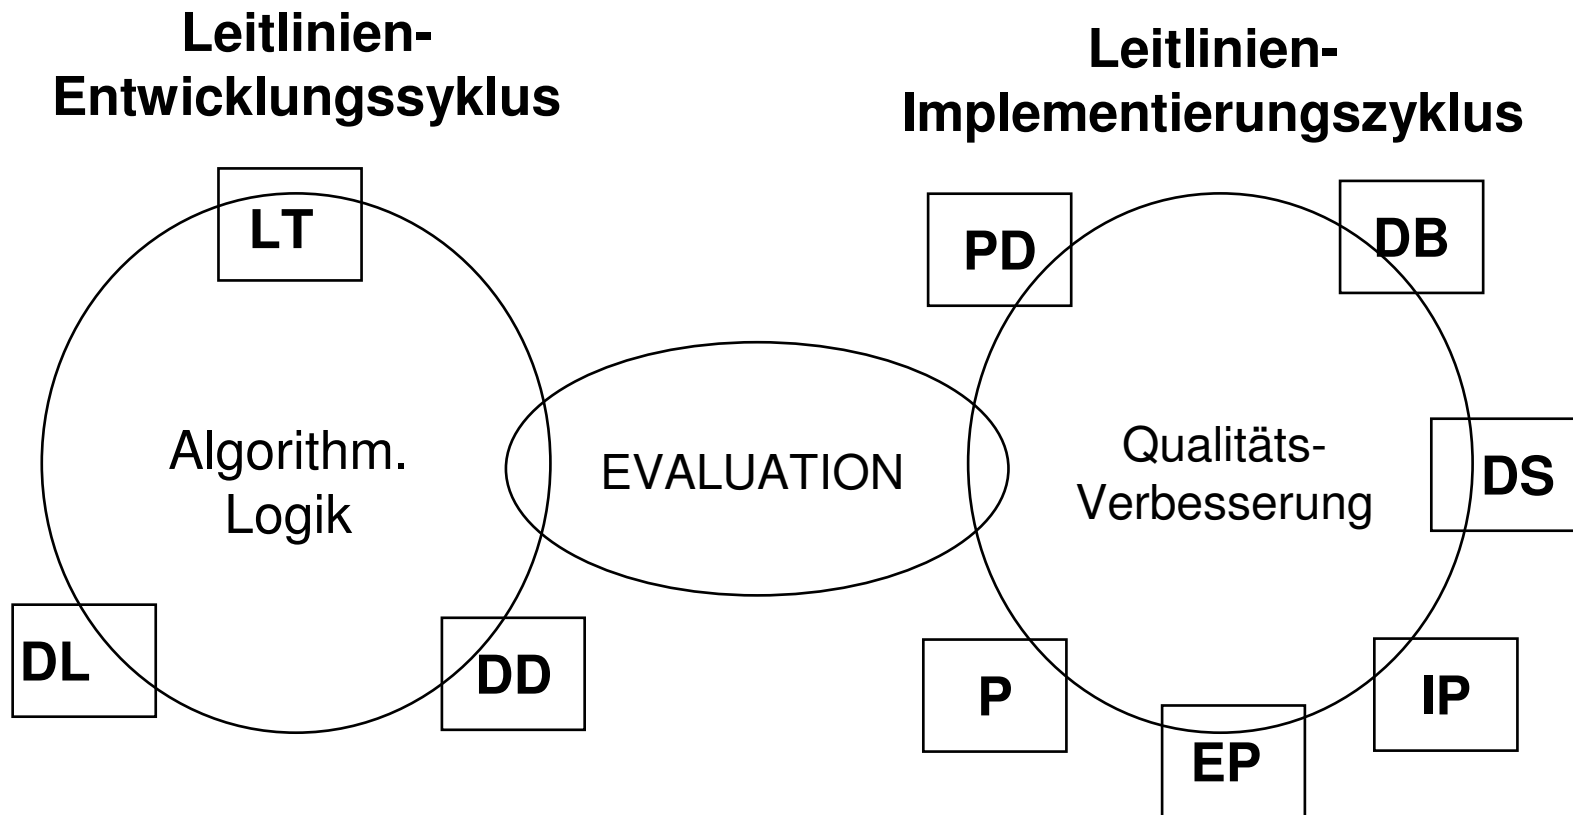 Leitlinien-
Entwicklungssyklus
Leitlinien-
Implementierungszyklus
LT
PD
DB
Algorithm.
Logik
EVALUATION
Qualitäts-
Verbesserung
DS
DL
DD
P
IP
EP